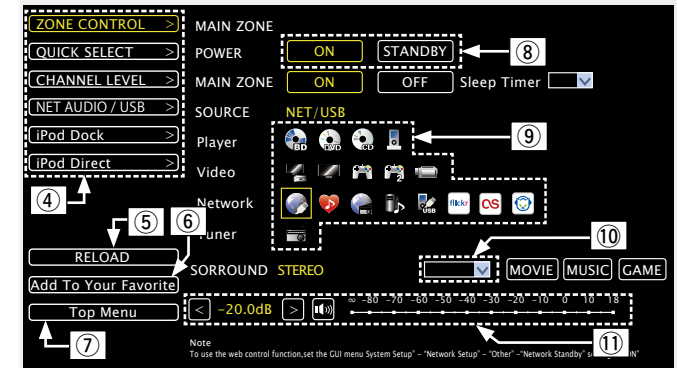 ZONE CONTROL >
QUICK SELECT >
CHANNEL LEVEL >
NET AUDIO / USB >
iPod Dock >
iPod Direct >
④
⑤ ⑥
RELOAD
Add To Your Favorite
Top Menu
⑦
MAIN ZONE
POWER ON STANDBY ⑧
MAIN ZONE ON OFF Sleep Timer
SOURCE NET/USB
Player BD DVD CD ⑨
Video 2
Network USB flickr
Tuner
⑩
SORROUND STEREO MOVIE MUSIC GAME
< -20.0dB > ∞ -80 -70 -60 -50 -40 -30 -20 -10 0 10 18
⑪
Note
To use the web control function,set the GUI menu System Setup" - "Network Setup" - "Other" -"Network Standby" ON"